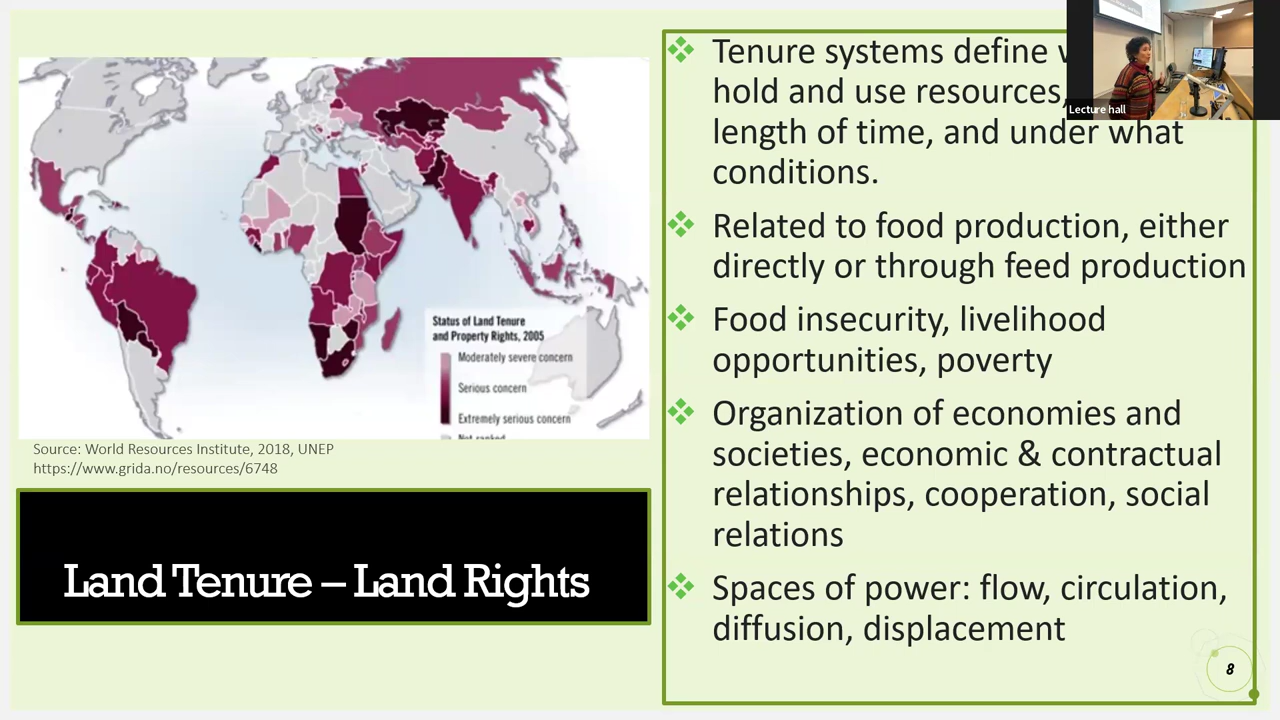 Tenure systems define
hold and use resources,
length of time, and under what
conditions.
Related to food production, either
directly or through feed production
Food insecurity, livelihood
opportunities, poverty
Organization of economies and
societies, economic & contractual
relationships, cooperation, social
relations
Spaces of power: flow, circulation,
diffusion, displacement
Lecture hall
Status of Land Tenure
and Property Rights, 2005
Moderately severe concern
Serious concern
Extremely serious concern
Source: World Resources Institute, 2018, UNEP
https://www.grida.no/resources/6748
Land Tenure – Land Rights
8